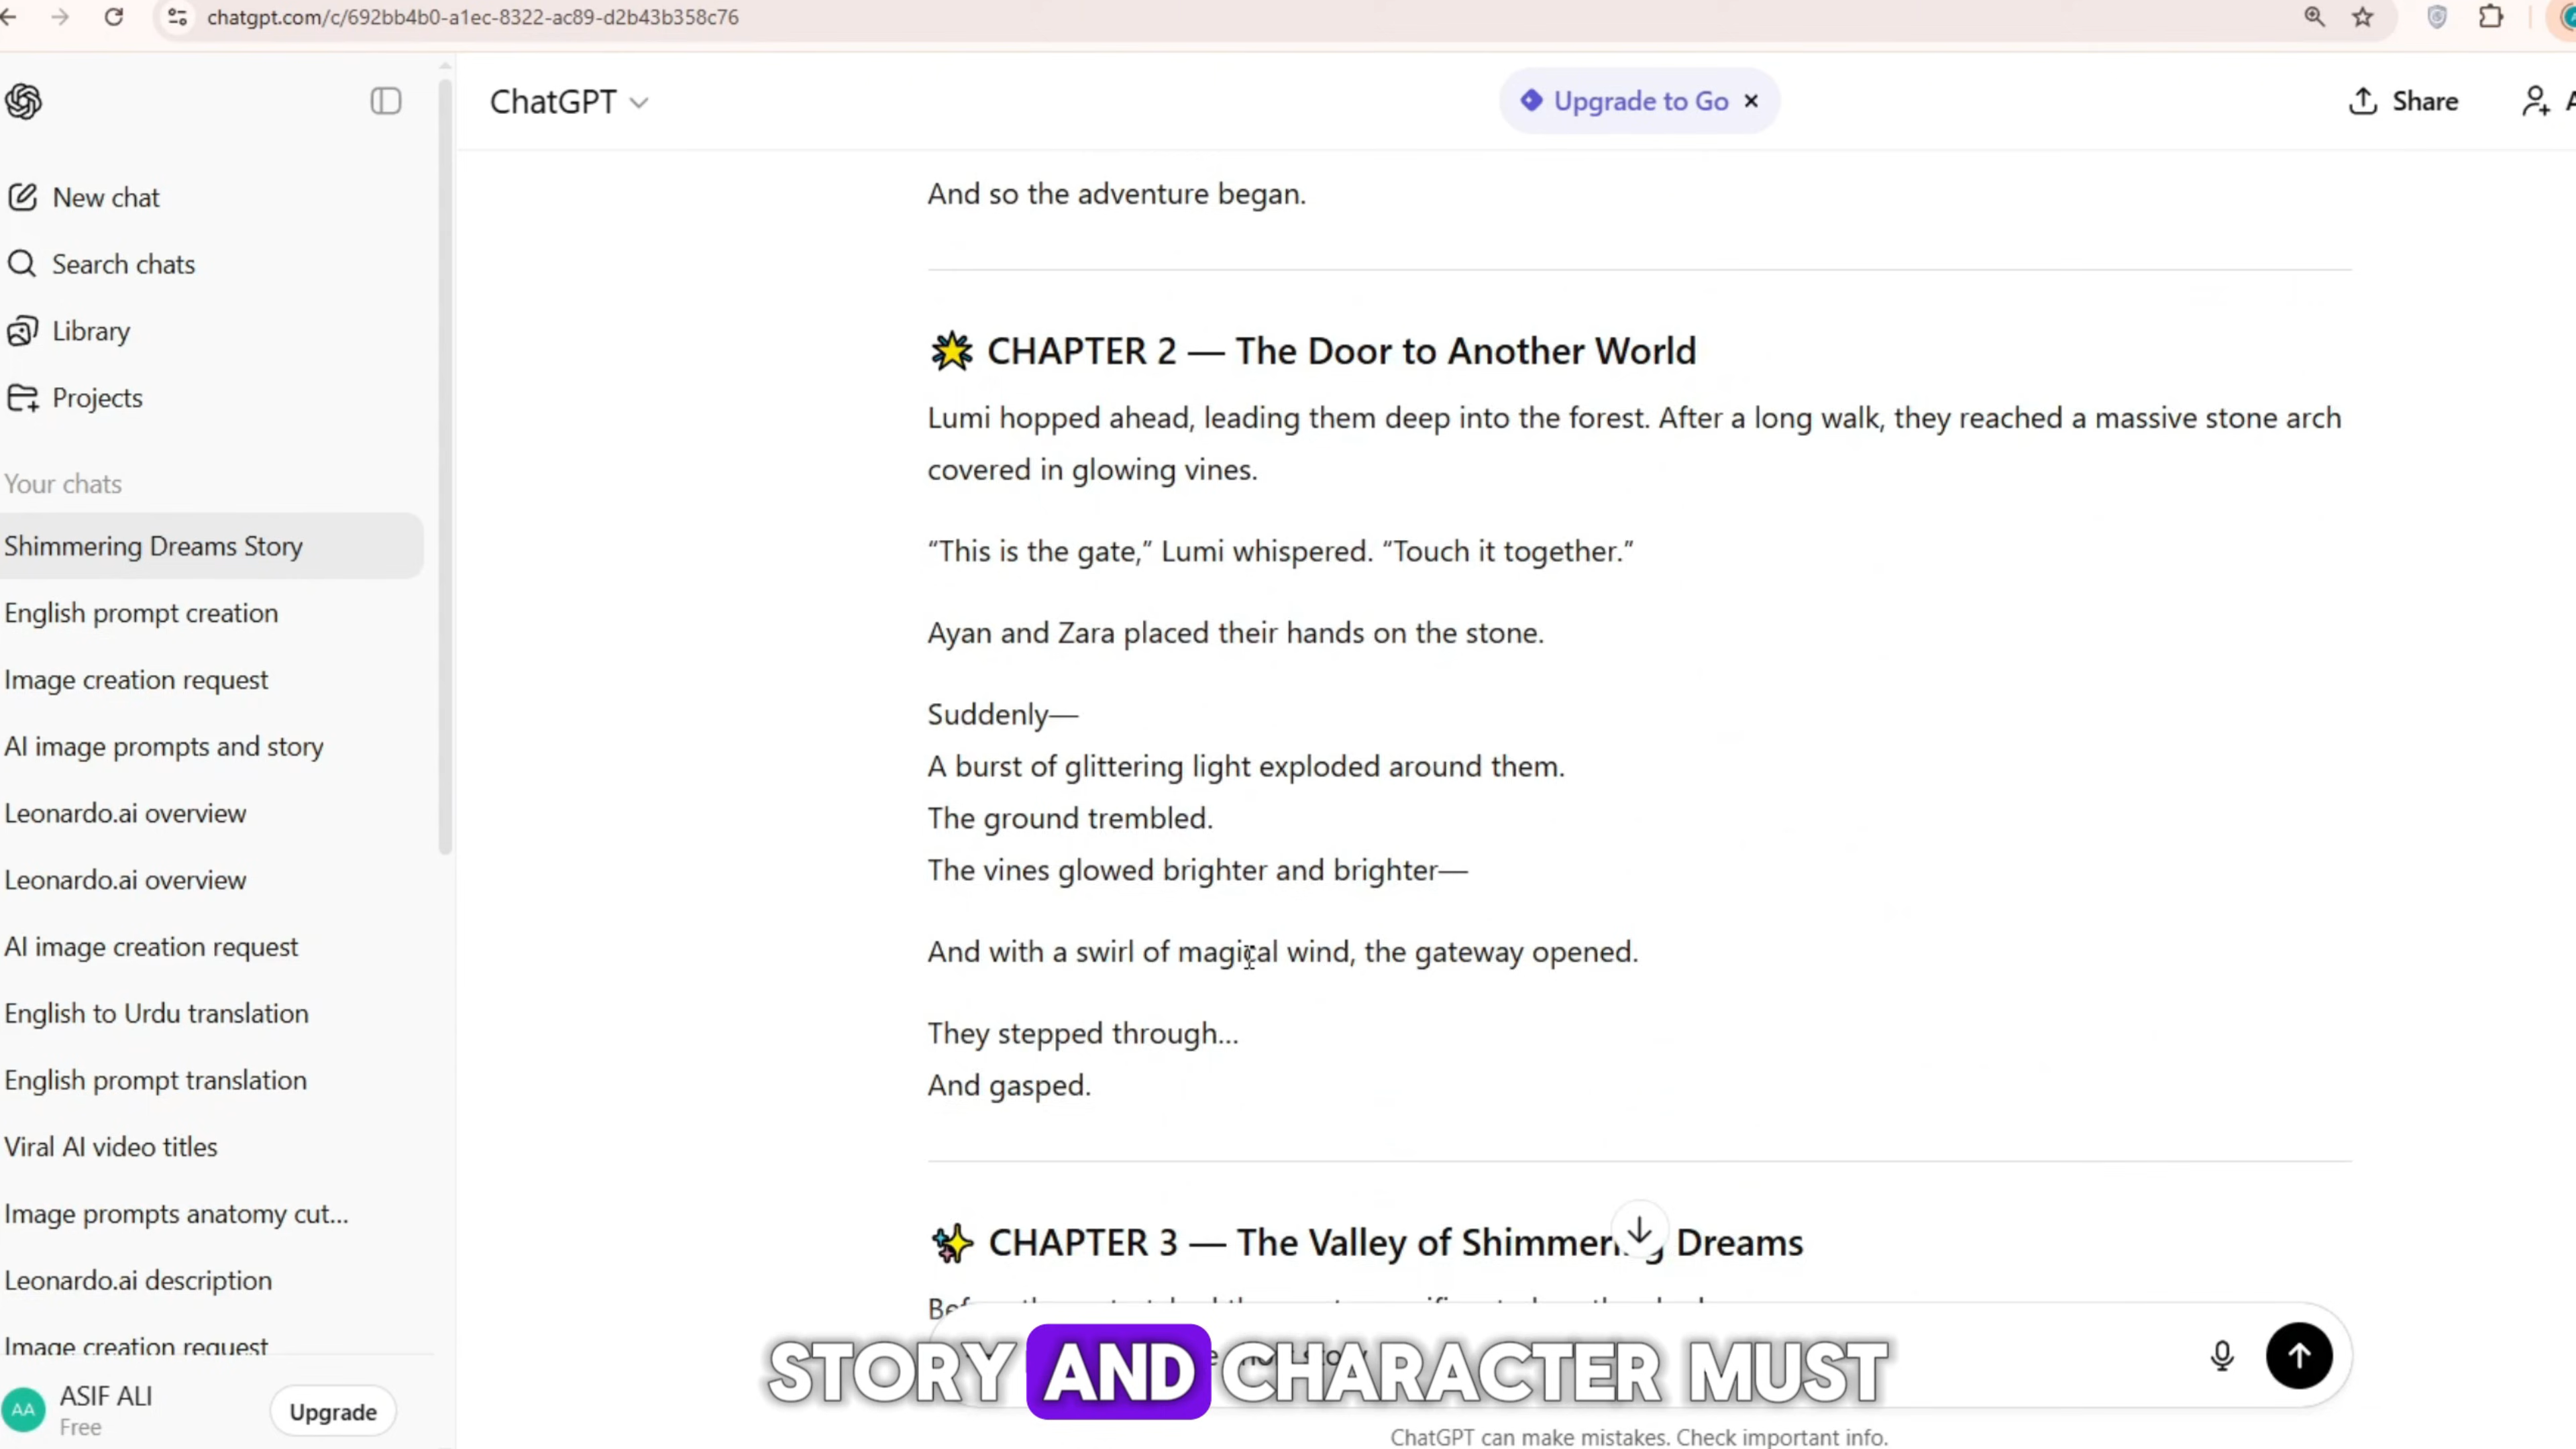 chatgpt.com/c/692bb4b0-a1ec-8322-ac89-d2b43b358c76
ChatGPT
Upgrade to Go
Share
New chat
Search chats
Library
Projects
Your chats
Shimmering Dreams Story
English prompt creation
Image creation request
AI image prompts and story
Leonardo.ai overview
Leonardo.ai overview
AI image creation request
English to Urdu translation
English prompt translation
Viral AI video titles
Image prompts anatomy cut...
Leonardo.ai description
Image creation request
AA
ASIF ALI
Free
Upgrade
And so the adventure began.
CHAPTER 2 — The Door to Another World
Lumi hopped ahead, leading them deep into the forest. After a long walk, they reached a massive stone arch
covered in glowing vines.
“This is the gate,” Lumi whispered. “Touch it together.”
Ayan and Zara placed their hands on the stone.
Suddenly—
A burst of glittering light exploded around them.
The ground trembled.
The vines glowed brighter and brighter—
And with a swirl of magical wind, the gateway opened.
They stepped through...
And gasped.
CHAPTER 3 — The Valley of Shimmering Dreams
STORY AND CHARACTER MUST
ChatGPT can make mistakes. Check important info.